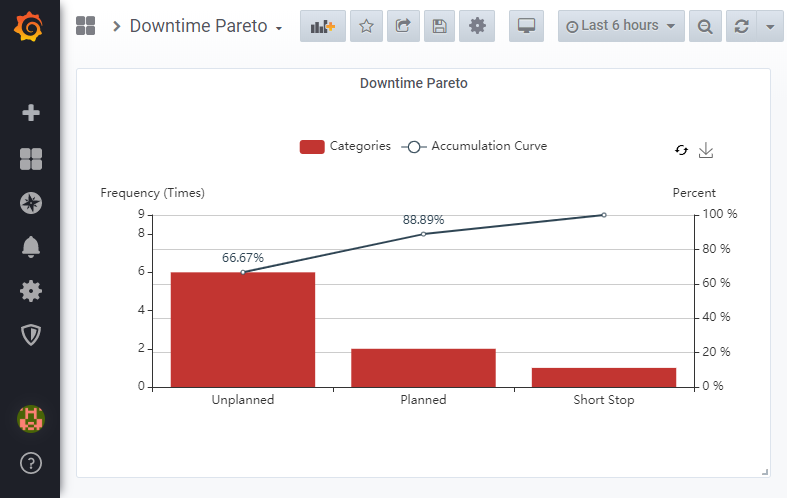 Downtime Pareto
Last 6 hours
Downtime Pareto
Categories Accumulation Curve
Frequency (Times) Percent
9 100 %
88.89%
8
80 %
66.67%
6
60 %
4 40 %
2 20 %
0 0 %
Unplanned Planned Short Stop